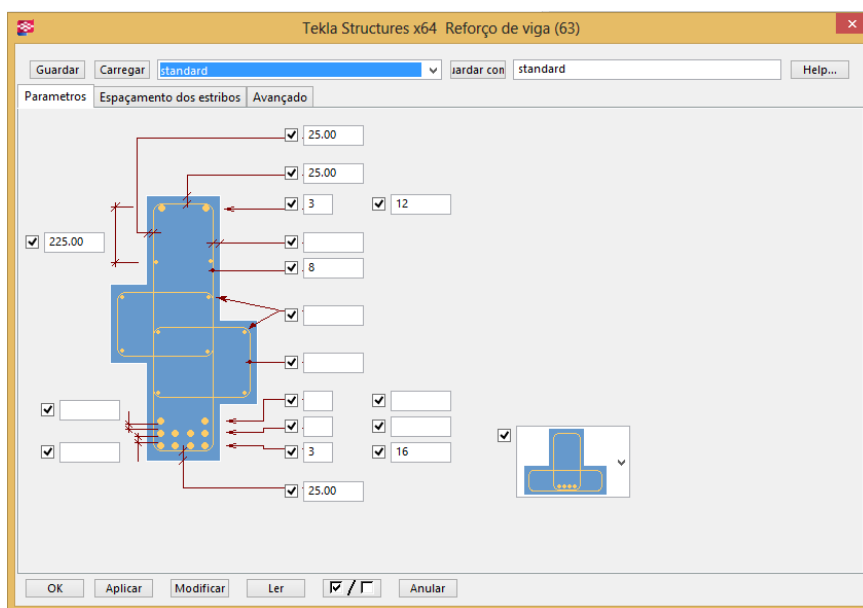 Tekla Structures x64 Reforço de viga (63)
Guardar Carregar standard uardar con standard Help...
Parametros Espaçamento dos estribos Avançado
25.00
25.00
3 12
225.00
8
3 16
25.00
OK Aplicar Modificar Ler / Anular